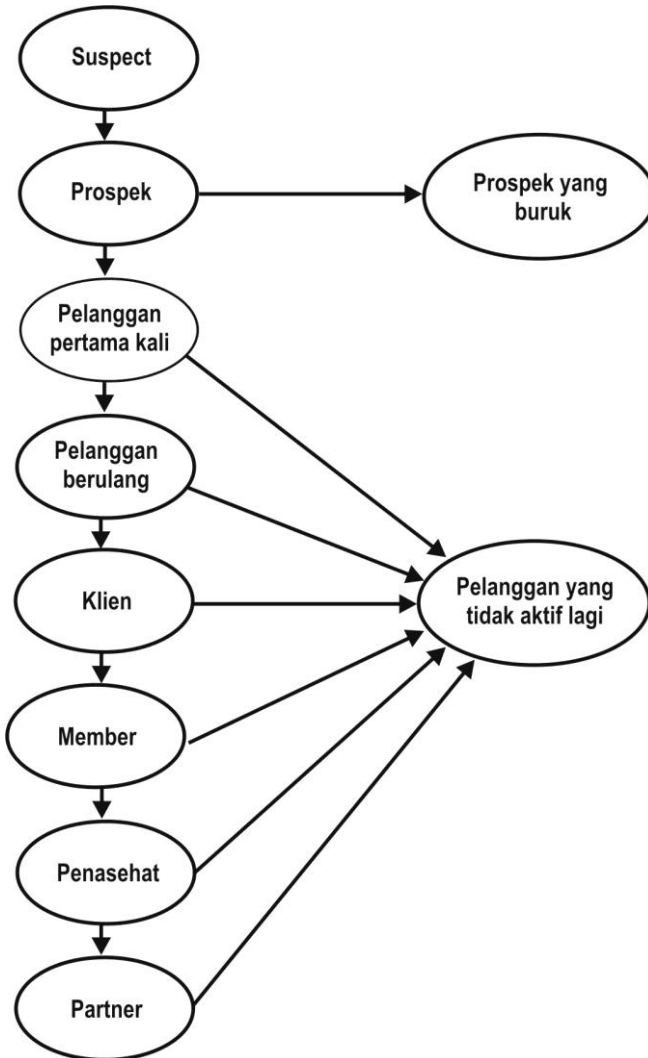 Suspect
Prospek
Prospek yang
buruk
Pelanggan
pertama kali
Pelanggan
berulang
Klien
Pelanggan yang
tidak aktif lagi
Member
Penasehat
Partner